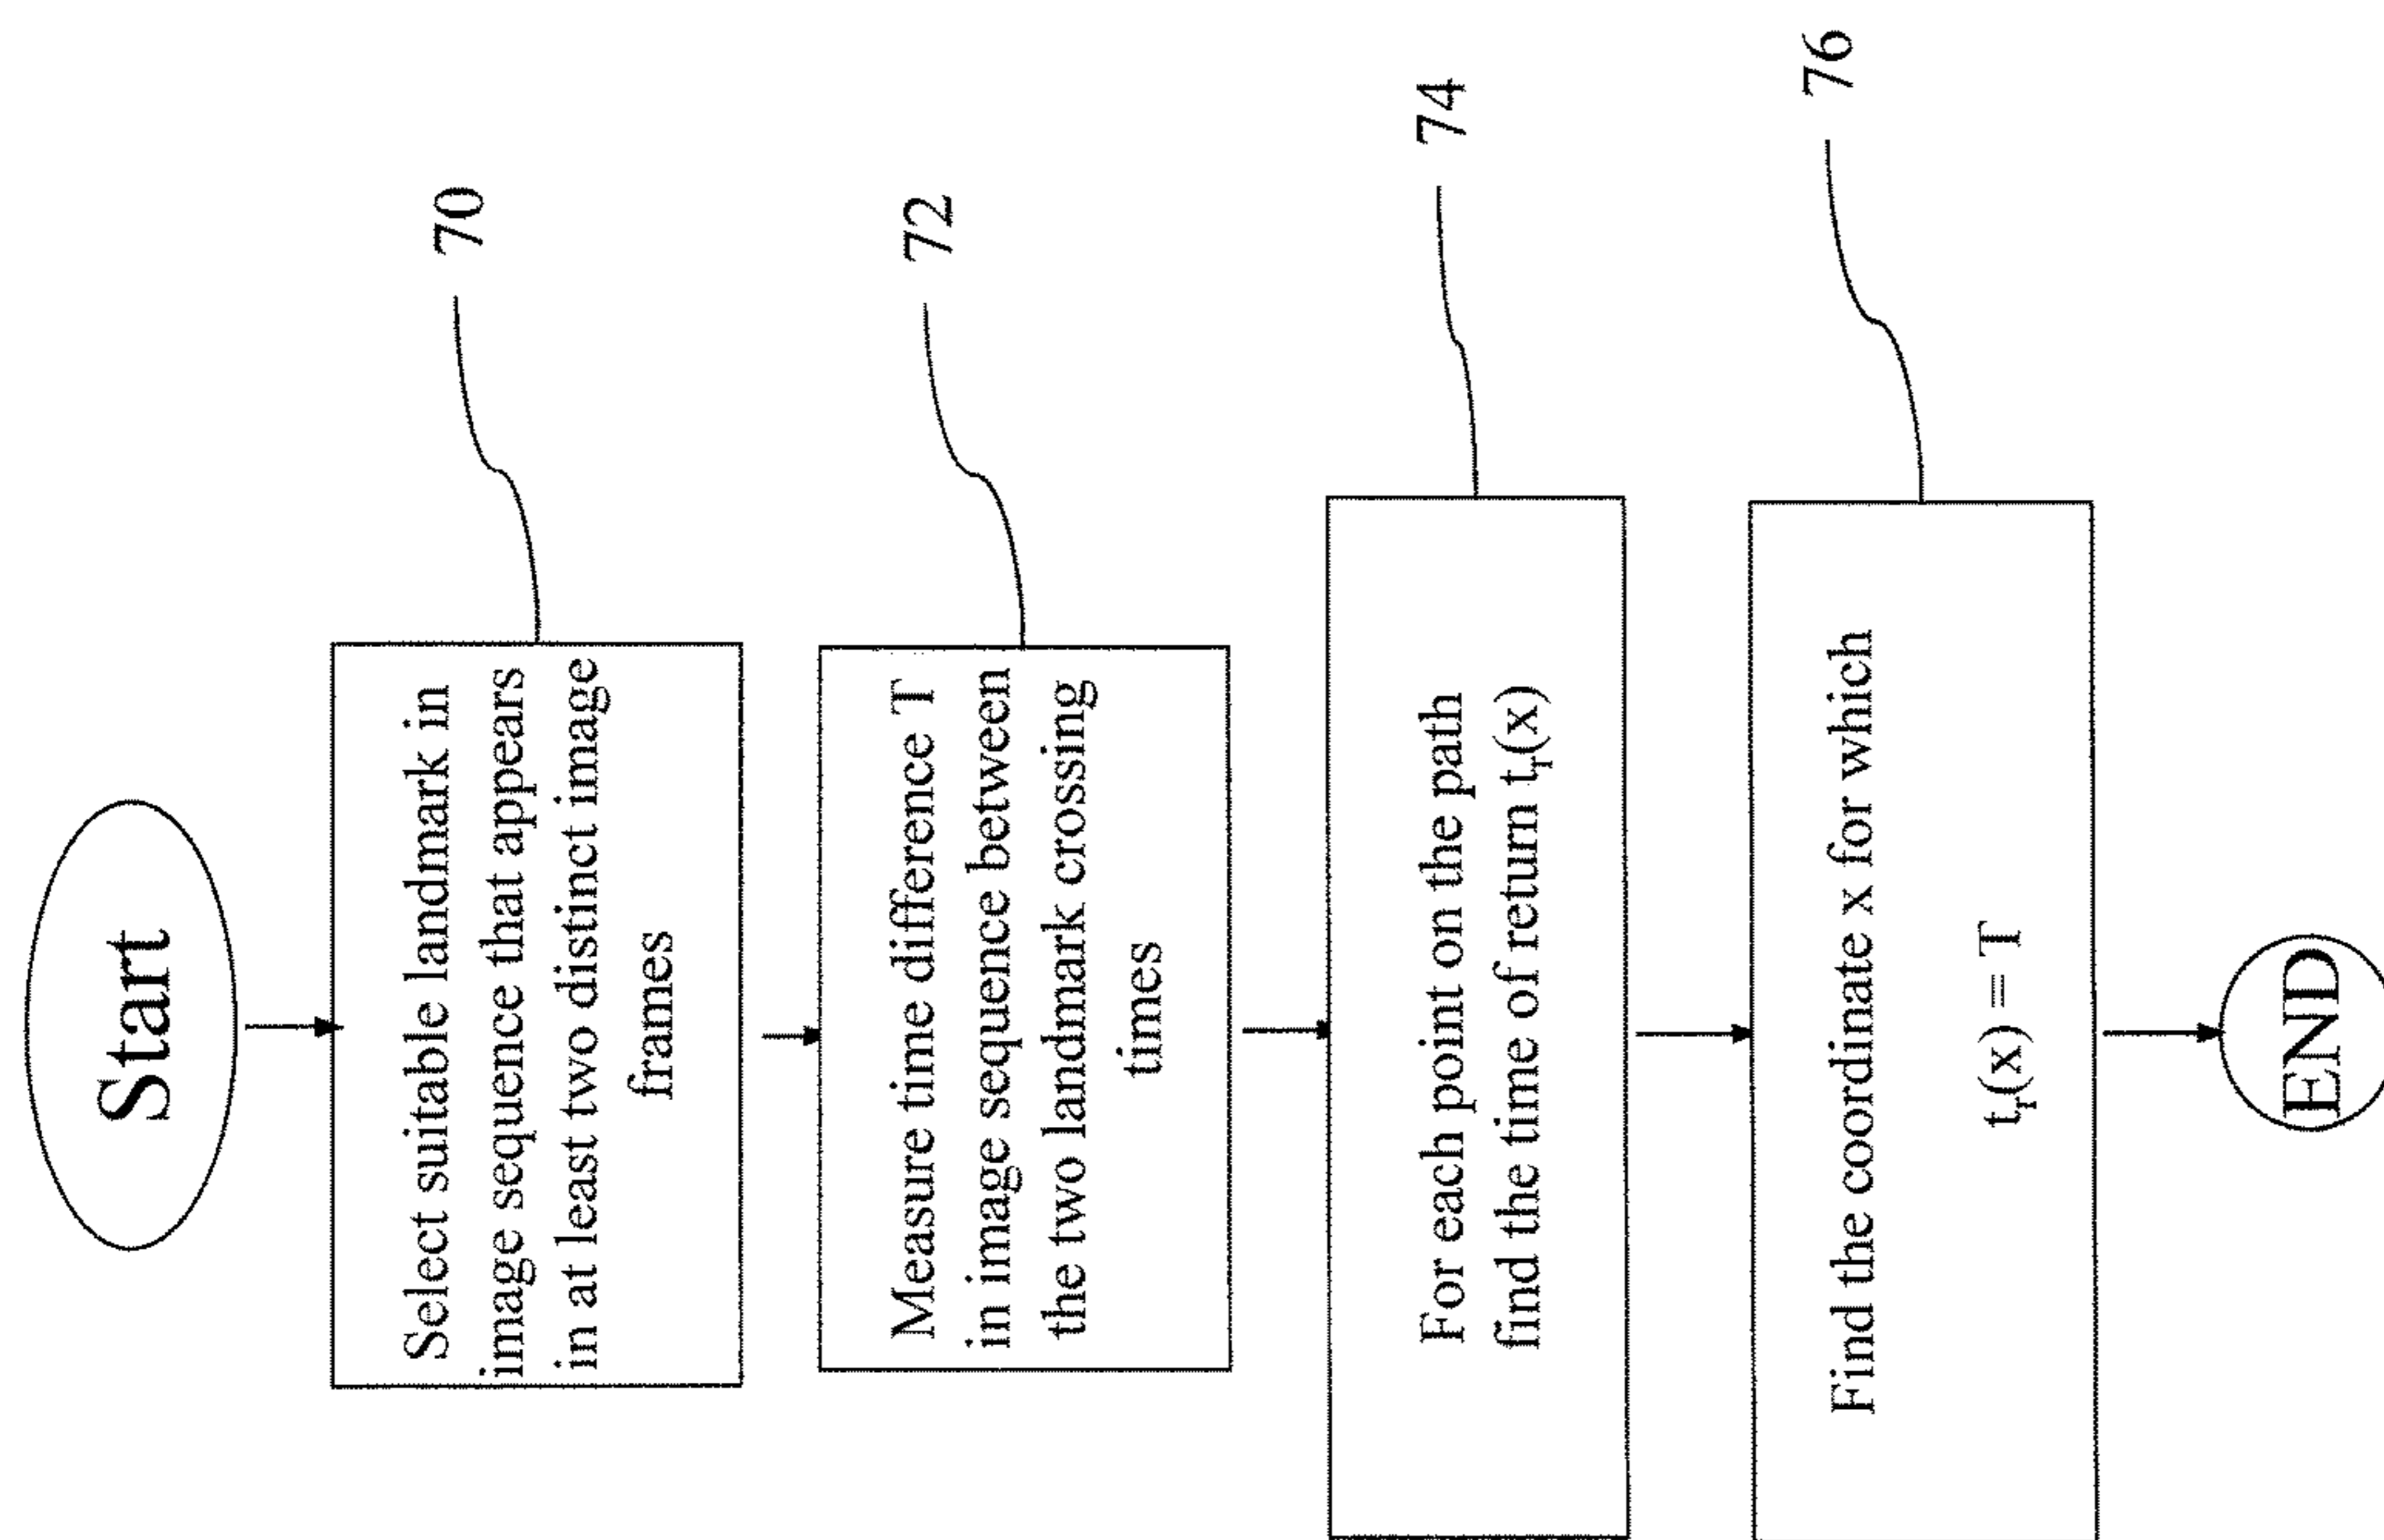 Start
70
Select suitable landmark in
image sequence that appears
in at least two distinct image
frames
72
Measure time difference T
in image sequence between
the two landmark crossing
times
74
For each point on the path
find the time of return tᵣ(x)
76
Find the coordinate x for which
tᵣ(x) = T
END